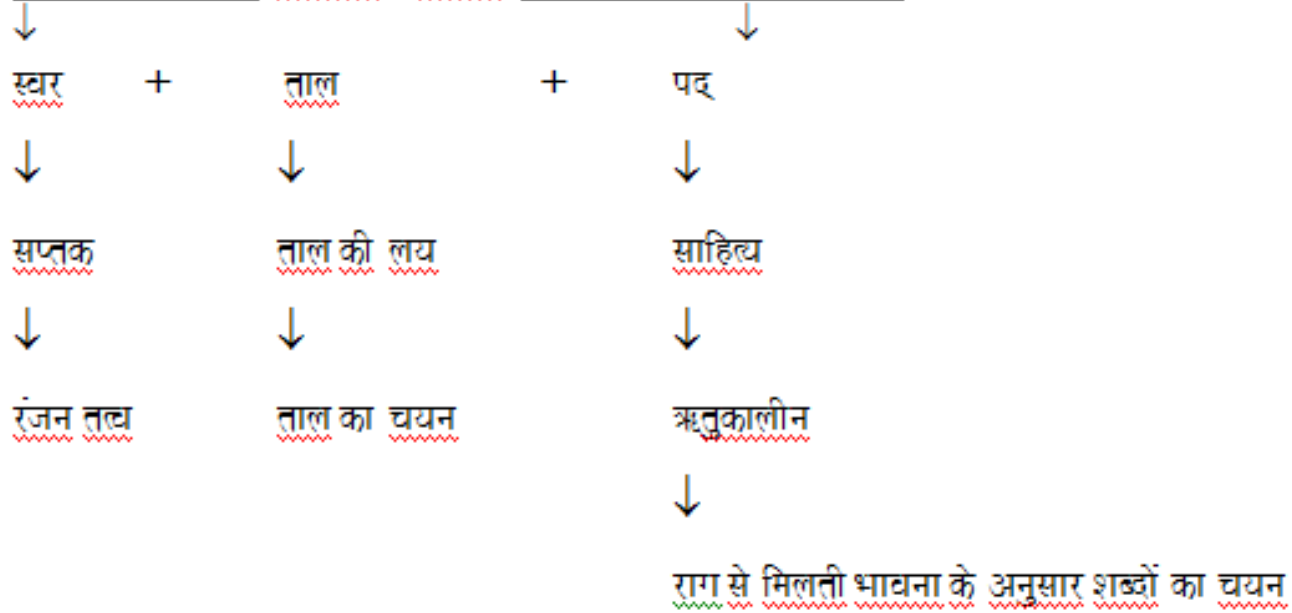 ↓ ↓
स्वर + ताल + पद
↓ ↓ ↓
सप्तक ताल की लय साहित्य
↓ ↓ ↓
रंजन तत्व ताल का चयन ऋतुकालीन
↓
राग से मिलती भावना के अनुसार शब्दों का चयन